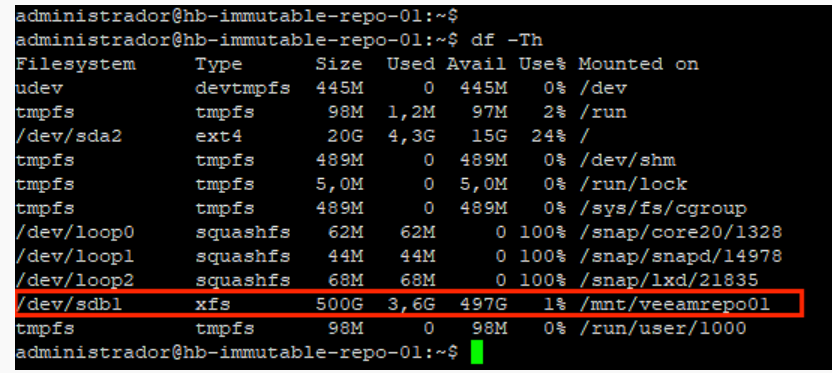 administrador@hb-immutable-repo-01:~$
administrador@hb-immutable-repo-01:~$ df -Th
Filesystem     Type      Size  Used Avail Use% Mounted on
udev           devtmpfs  445M     0  445M   0% /dev
tmpfs          tmpfs      98M  1,2M   97M   2% /run
/dev/sda2      ext4       20G  4,3G   15G  24% /
tmpfs          tmpfs     489M     0  489M   0% /dev/shm
tmpfs          tmpfs     5,0M     0  5,0M   0% /run/lock
tmpfs          tmpfs     489M     0  489M   0% /sys/fs/cgroup
/dev/loop0     squashfs   62M   62M     0 100% /snap/core20/1328
/dev/loop1     squashfs   44M   44M     0 100% /snap/snapd/14978
/dev/loop2     squashfs   68M   68M     0 100% /snap/lxd/21835
/dev/sdb1      xfs       500G  3,6G  497G   1% /mnt/veeamrepo01
tmpfs          tmpfs      98M     0   98M   0% /run/user/1000
administrador@hb-immutable-repo-01:~$